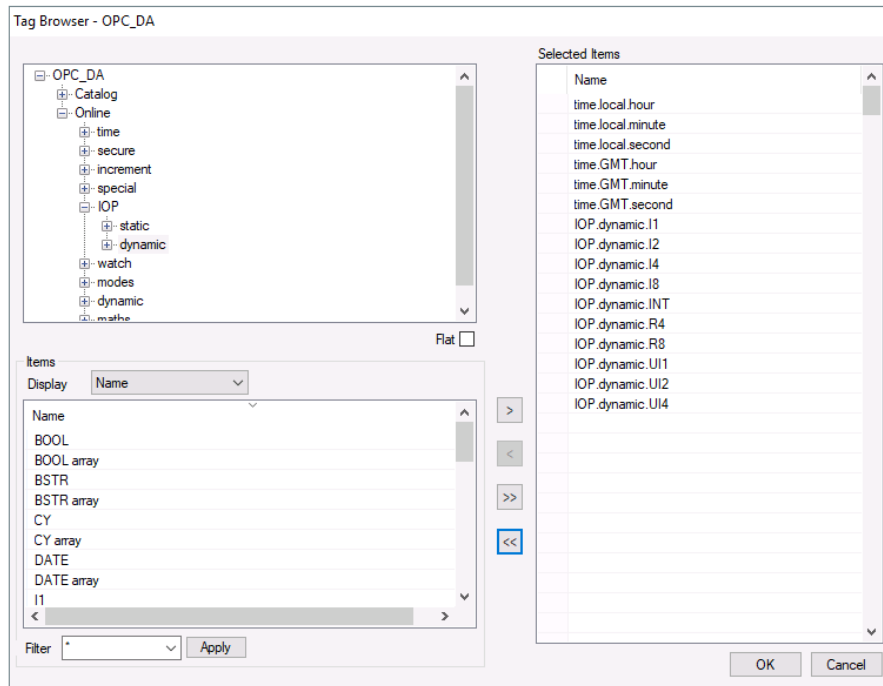 Tag Browser - OPC_DA
OPC_DA
Catalog
Online
time
secure
increment
special
IOP
static
dynamic
watch
modes
dynamic
maths
Flat
Items
Display
Name
Name
BOOL
BOOL array
BSTR
BSTR array
CY
CY array
DATE
DATE array
I1
Filter
*
Apply
>
<
>>
<<
Selected Items
Name
time.local.hour
time.local.minute
time.local.second
time.GMT.hour
time.GMT.minute
time.GMT.second
IOP.dynamic.I1
IOP.dynamic.I2
IOP.dynamic.I4
IOP.dynamic.I8
IOP.dynamic.INT
IOP.dynamic.R4
IOP.dynamic.R8
IOP.dynamic.UI1
IOP.dynamic.UI2
IOP.dynamic.UI4
OK
Cancel